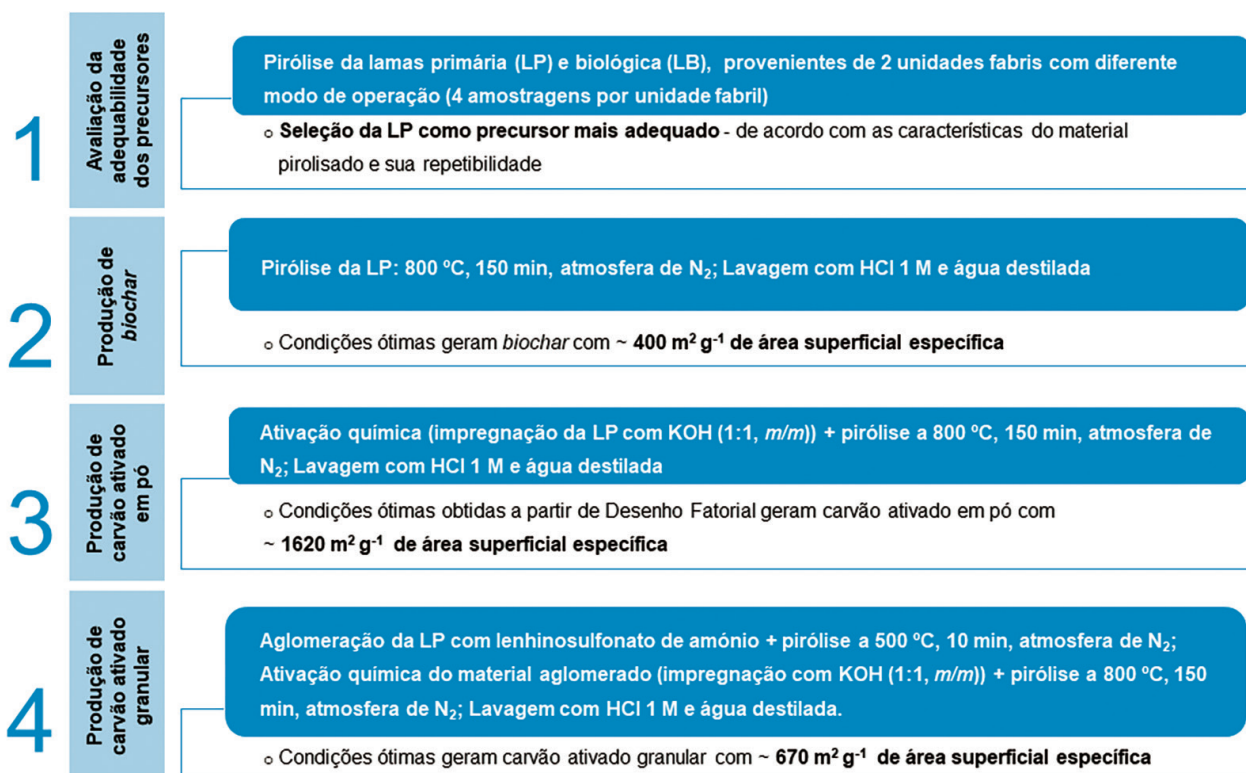 1
Avaliação da
adequabilidade
dos precursores
Pirólise da lamas primária (LP) e biológica (LB), provenientes de 2 unidades fabris com diferente
modo de operação (4 amostragens por unidade fabril)
o Seleção da LP como precursor mais adequado - de acordo com as características do material
pirolisado e sua repetibilidade
2
Produção de
biochar
Pirólise da LP: 800 ºC, 150 min, atmosfera de N₂; Lavagem com HCl 1 M e água destilada
o Condições ótimas geram biochar com ~ 400 m² g⁻¹ de área superficial específica
3
Produção de
carvão ativado
em pó
Ativação química (impregnação da LP com KOH (1:1, m/m)) + pirólise a 800 ºC, 150 min, atmosfera de
N₂; Lavagem com HCl 1 M e água destilada
o Condições ótimas obtidas a partir de Desenho Fatorial geram carvão ativado em pó com
~ 1620 m² g⁻¹ de área superficial específica
4
Produção de
carvão ativado
granular
Aglomeração da LP com lenhinosulfonato de amónio + pirólise a 500 ºC, 10 min, atmosfera de N₂;
Ativação química do material aglomerado (impregnação com KOH (1:1, m/m)) + pirólise a 800 ºC, 150
min, atmosfera de N₂; Lavagem com HCl 1 M e água destilada.
o Condições ótimas geram carvão ativado granular com ~ 670 m² g⁻¹ de área superficial específica